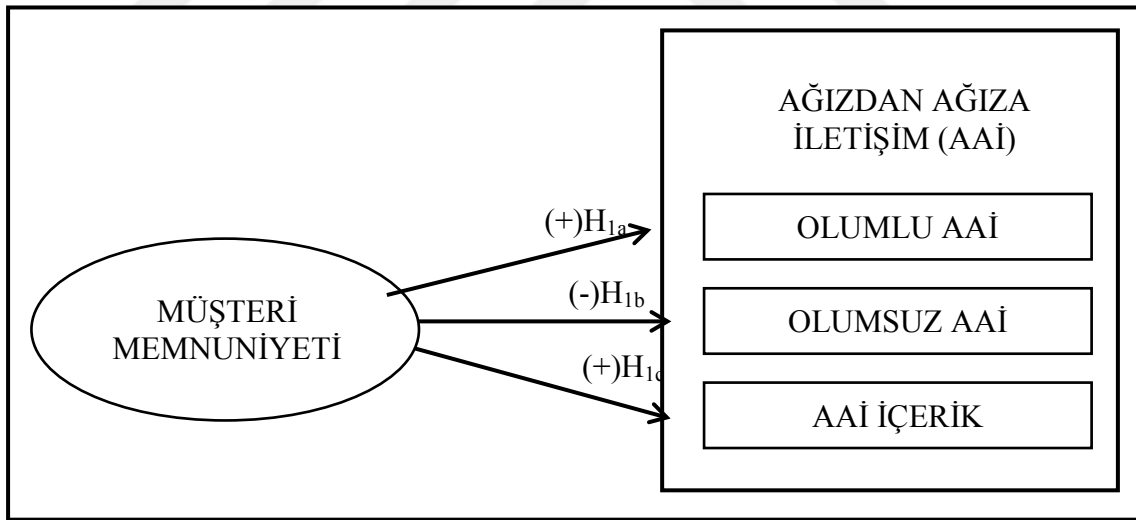 AĞIZDAN AĞIZA
İLETİŞİM (AAİ)
(+)H1a
OLUMLU AAİ
(-)H1b
MÜŞTERİ
MEMNUNİYETİ
OLUMSUZ AAİ
(+)H1c
AAİ İÇERİK